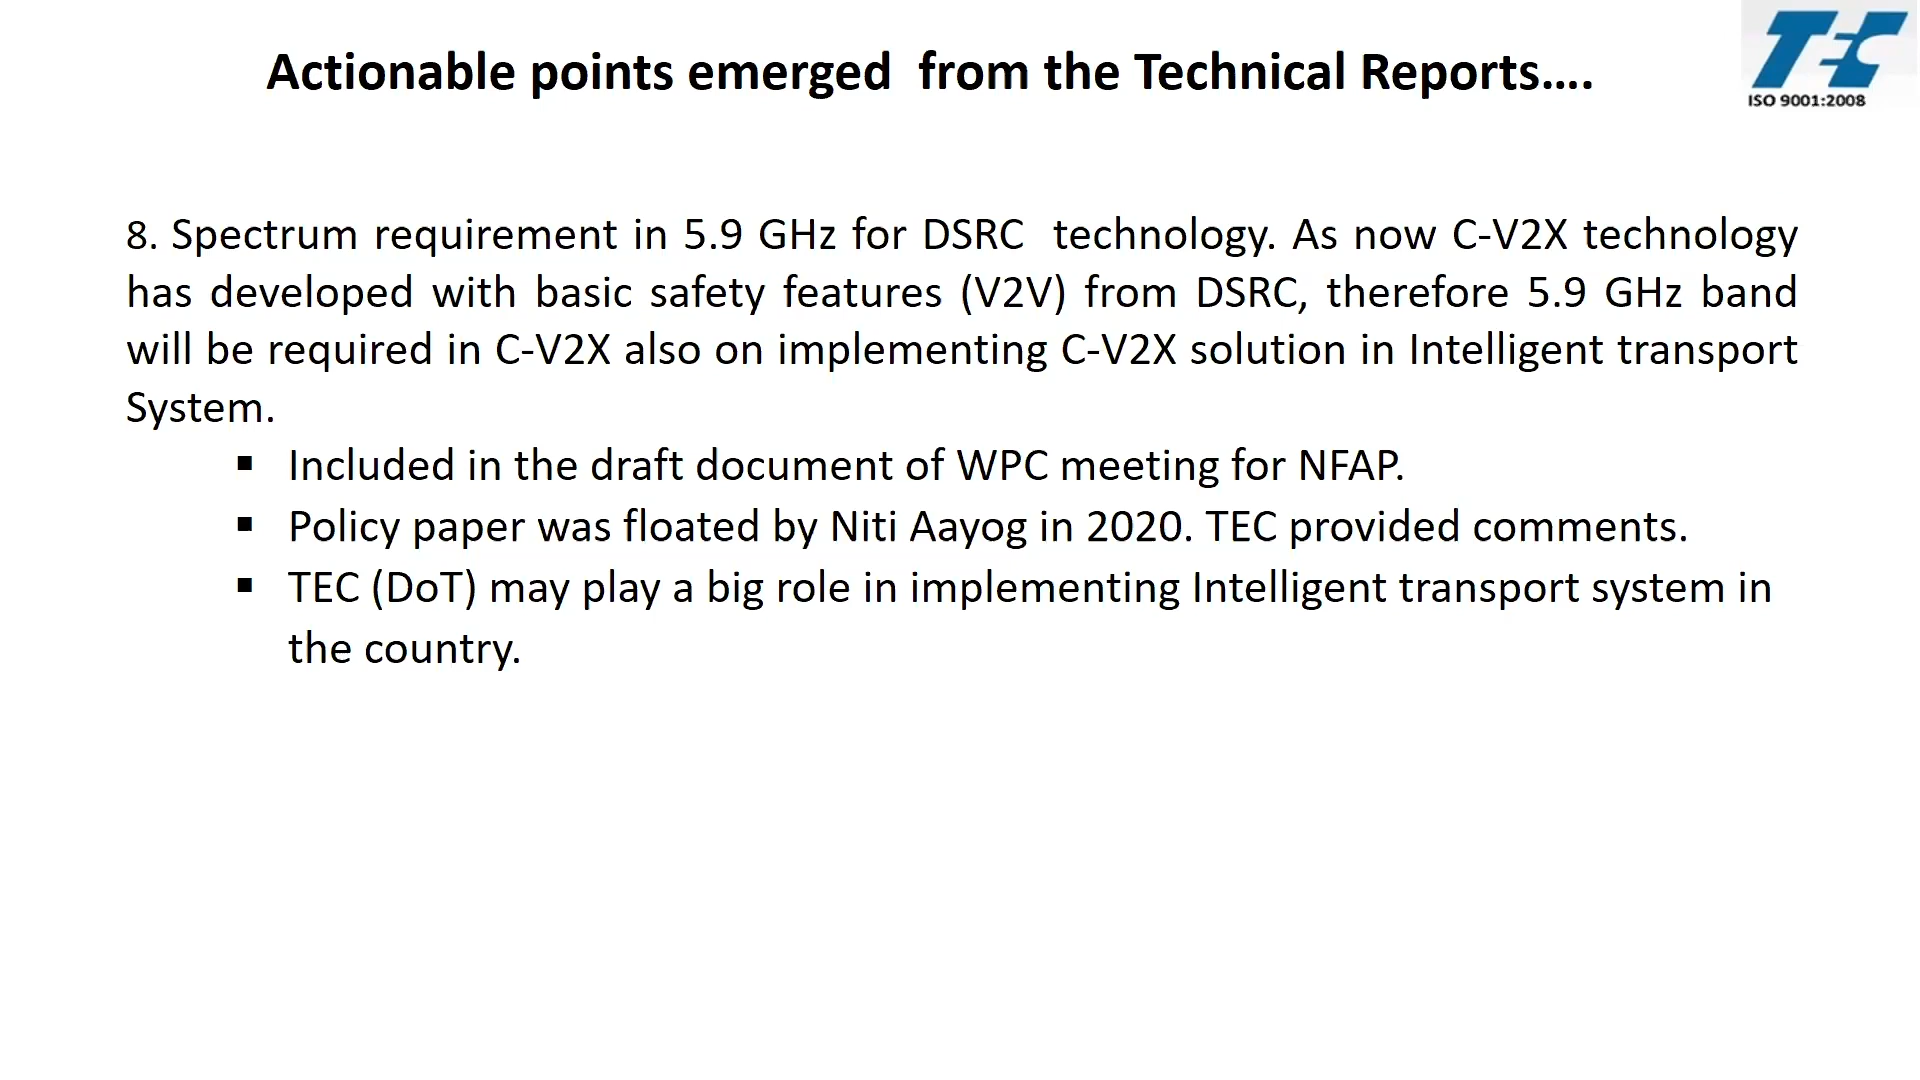 Actionable points emerged  from the Technical Reports….
TEC
ISO 9001:2008
8. Spectrum requirement in 5.9 GHz for DSRC  technology. As now C-V2X technology
has developed with basic safety features (V2V) from DSRC, therefore 5.9 GHz band
will be required in C-V2X also on implementing C-V2X solution in Intelligent transport
System.
▪ Included in the draft document of WPC meeting for NFAP.
▪ Policy paper was floated by Niti Aayog in 2020. TEC provided comments.
▪ TEC (DoT) may play a big role in implementing Intelligent transport system in
the country.